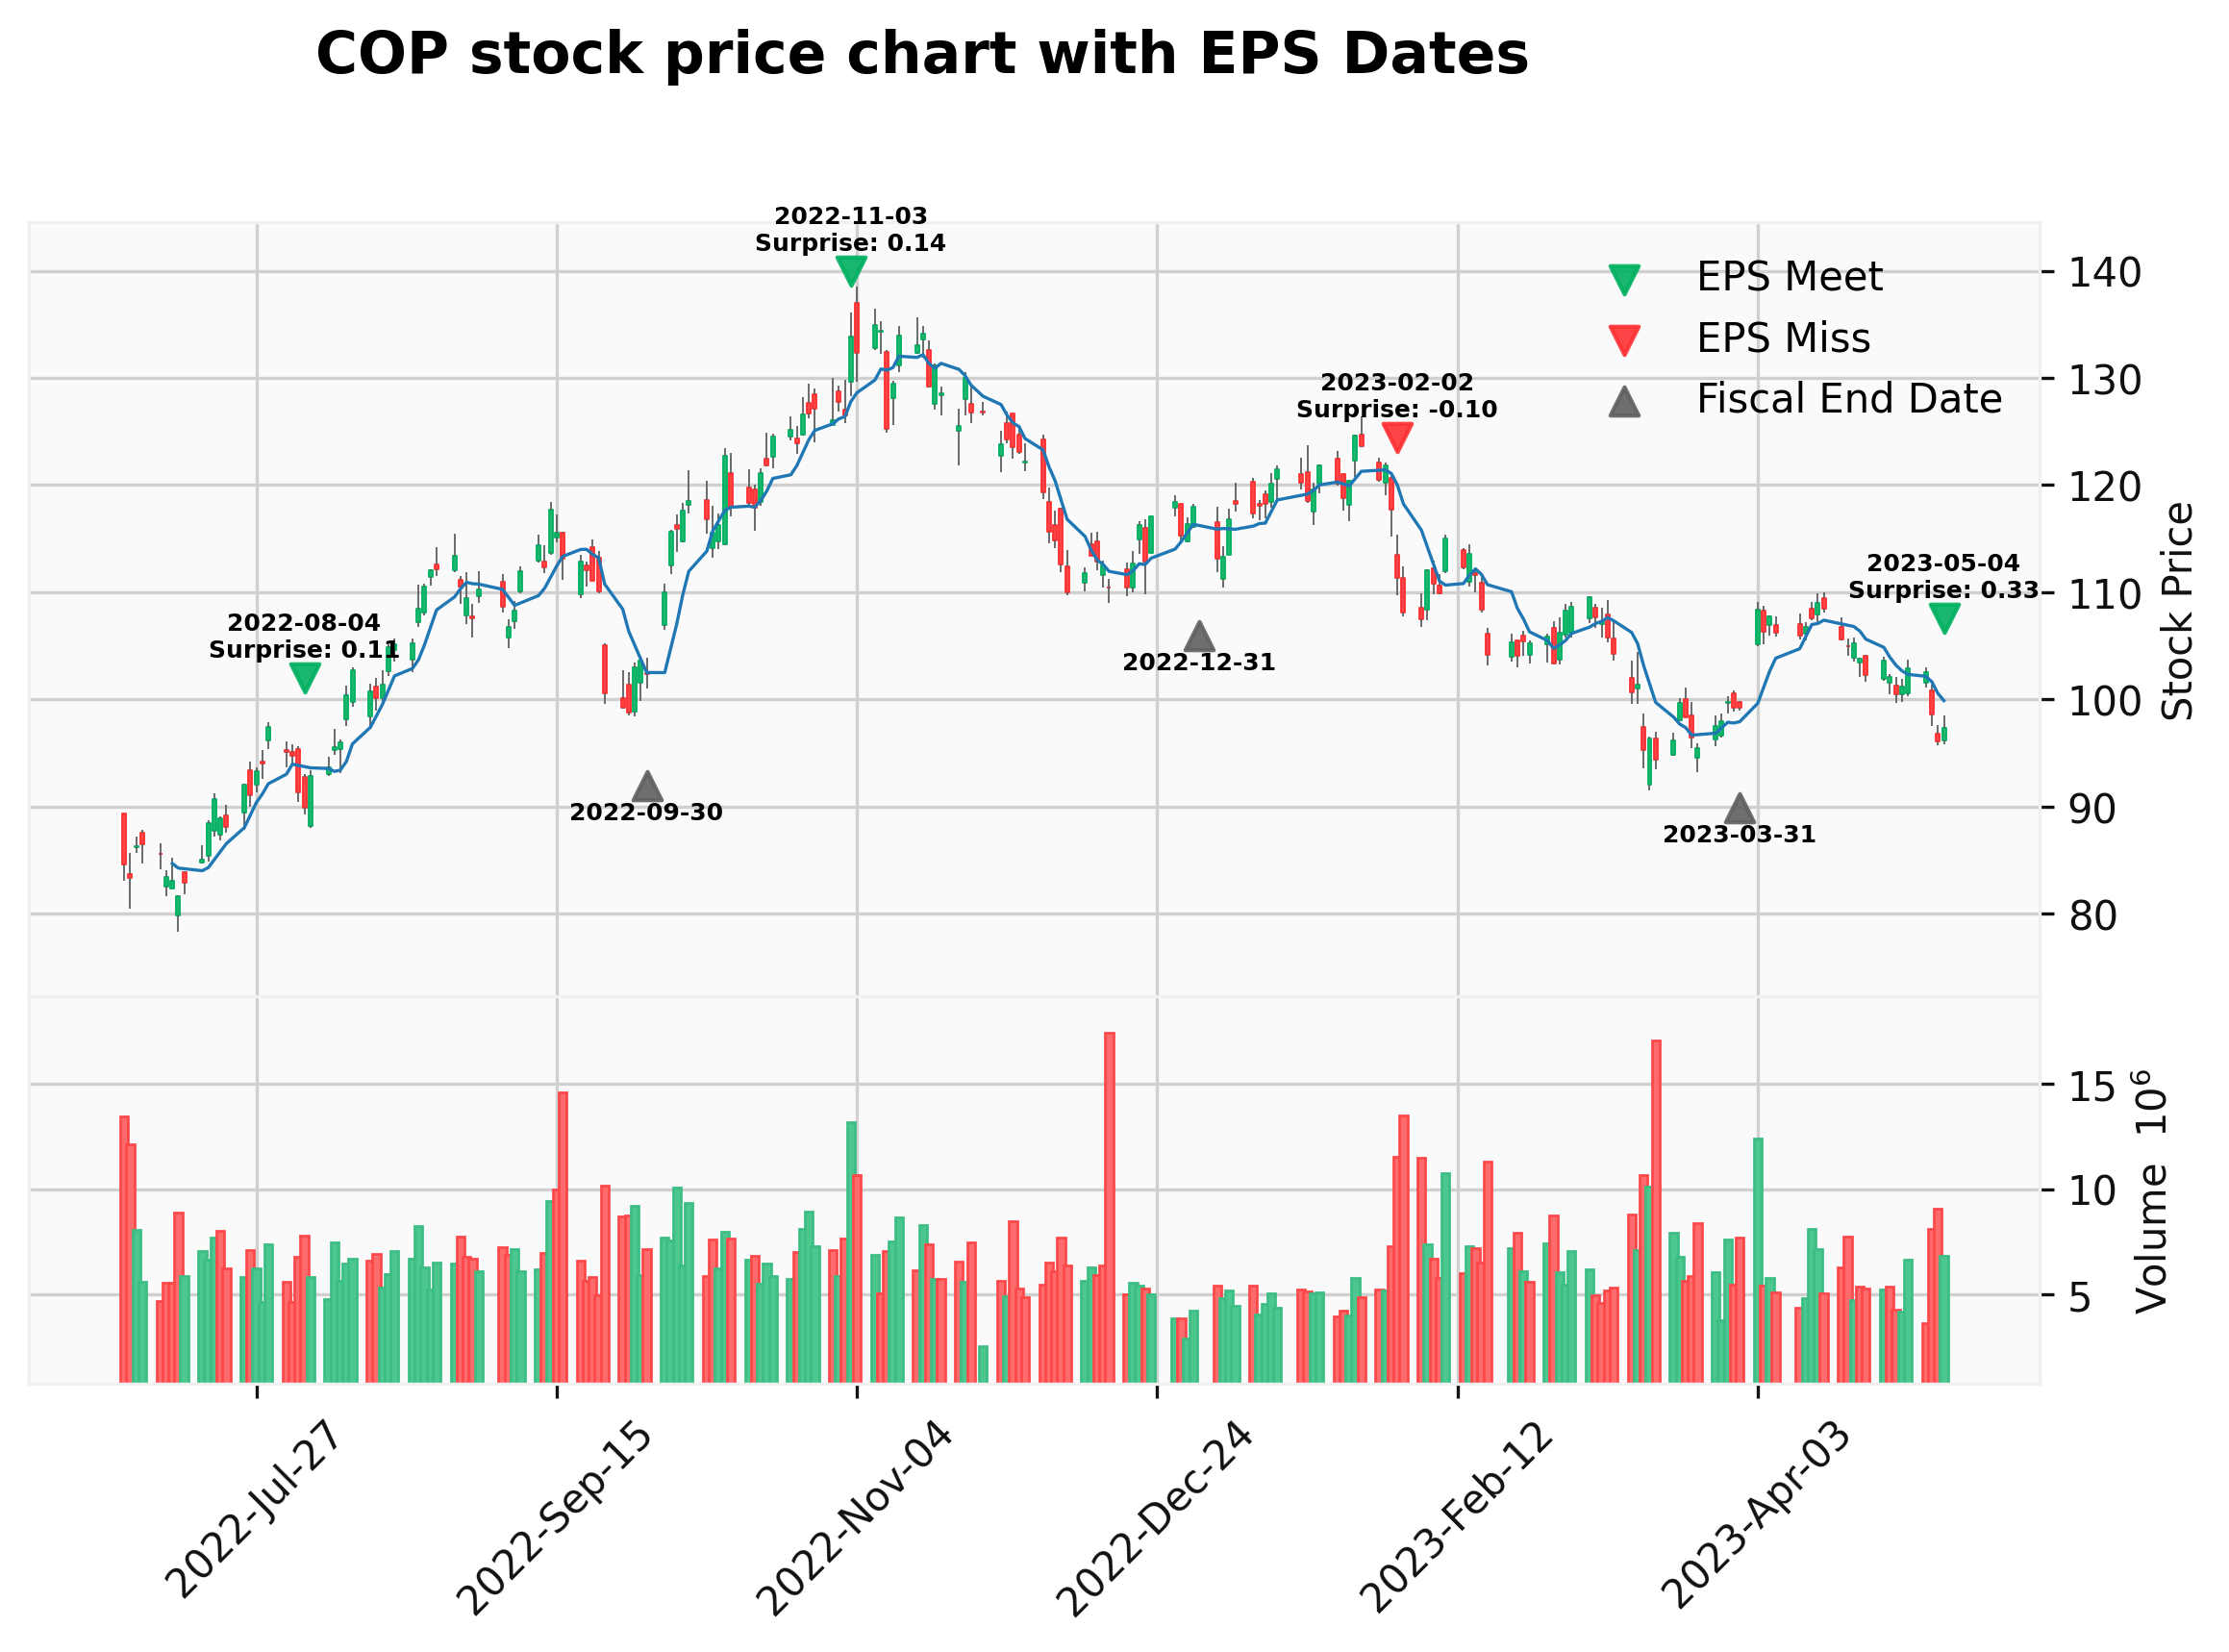 COP stock price chart with EPS Dates
2022-11-03
Surprise: 0.14
EPS Meet
EPS Miss
Fiscal End Date
2023-02-02
Surprise: -0.10
2023-05-04
Surprise: 0.33
2022-08-04
Surprise: 0.11
2022-12-31
2022-09-30
2023-03-31
140
130
120
110
100
90
80
Stock Price
15
10
5
Volume 10⁶
2022-Jul-27
2022-Sep-15
2022-Nov-04
2022-Dec-24
2023-Feb-12
2023-Apr-03